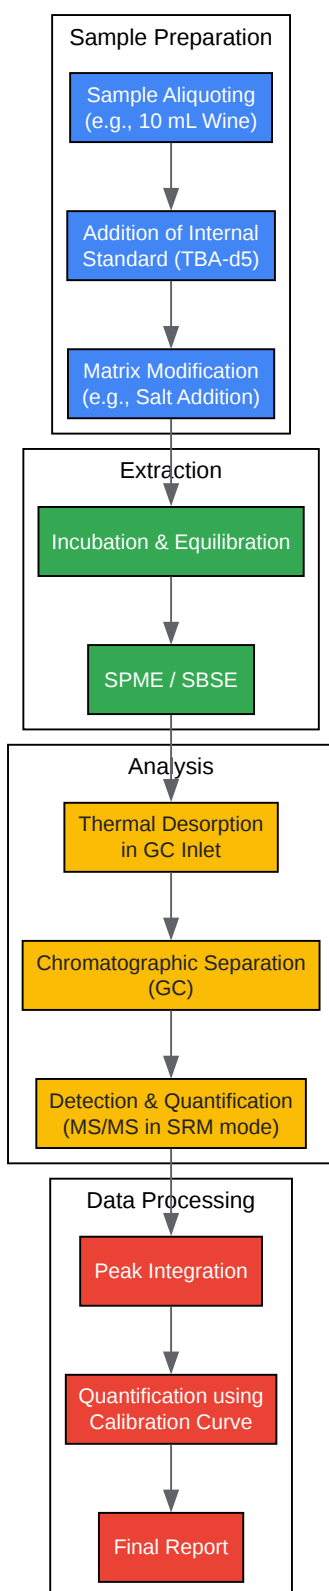 Sample Preparation
Sample Aliquoting
(e.g., 10 mL Wine)
Addition of Internal
Standard (TBA-d5)
Matrix Modification
(e.g., Salt Addition)
Extraction
Incubation & Equilibration
SPME / SBSE
Analysis
Thermal Desorption
in GC Inlet
Chromatographic Separation
(GC)
Detection & Quantification
(MS/MS in SRM mode)
Data Processing
Peak Integration
Quantification using
Calibration Curve
Final Report